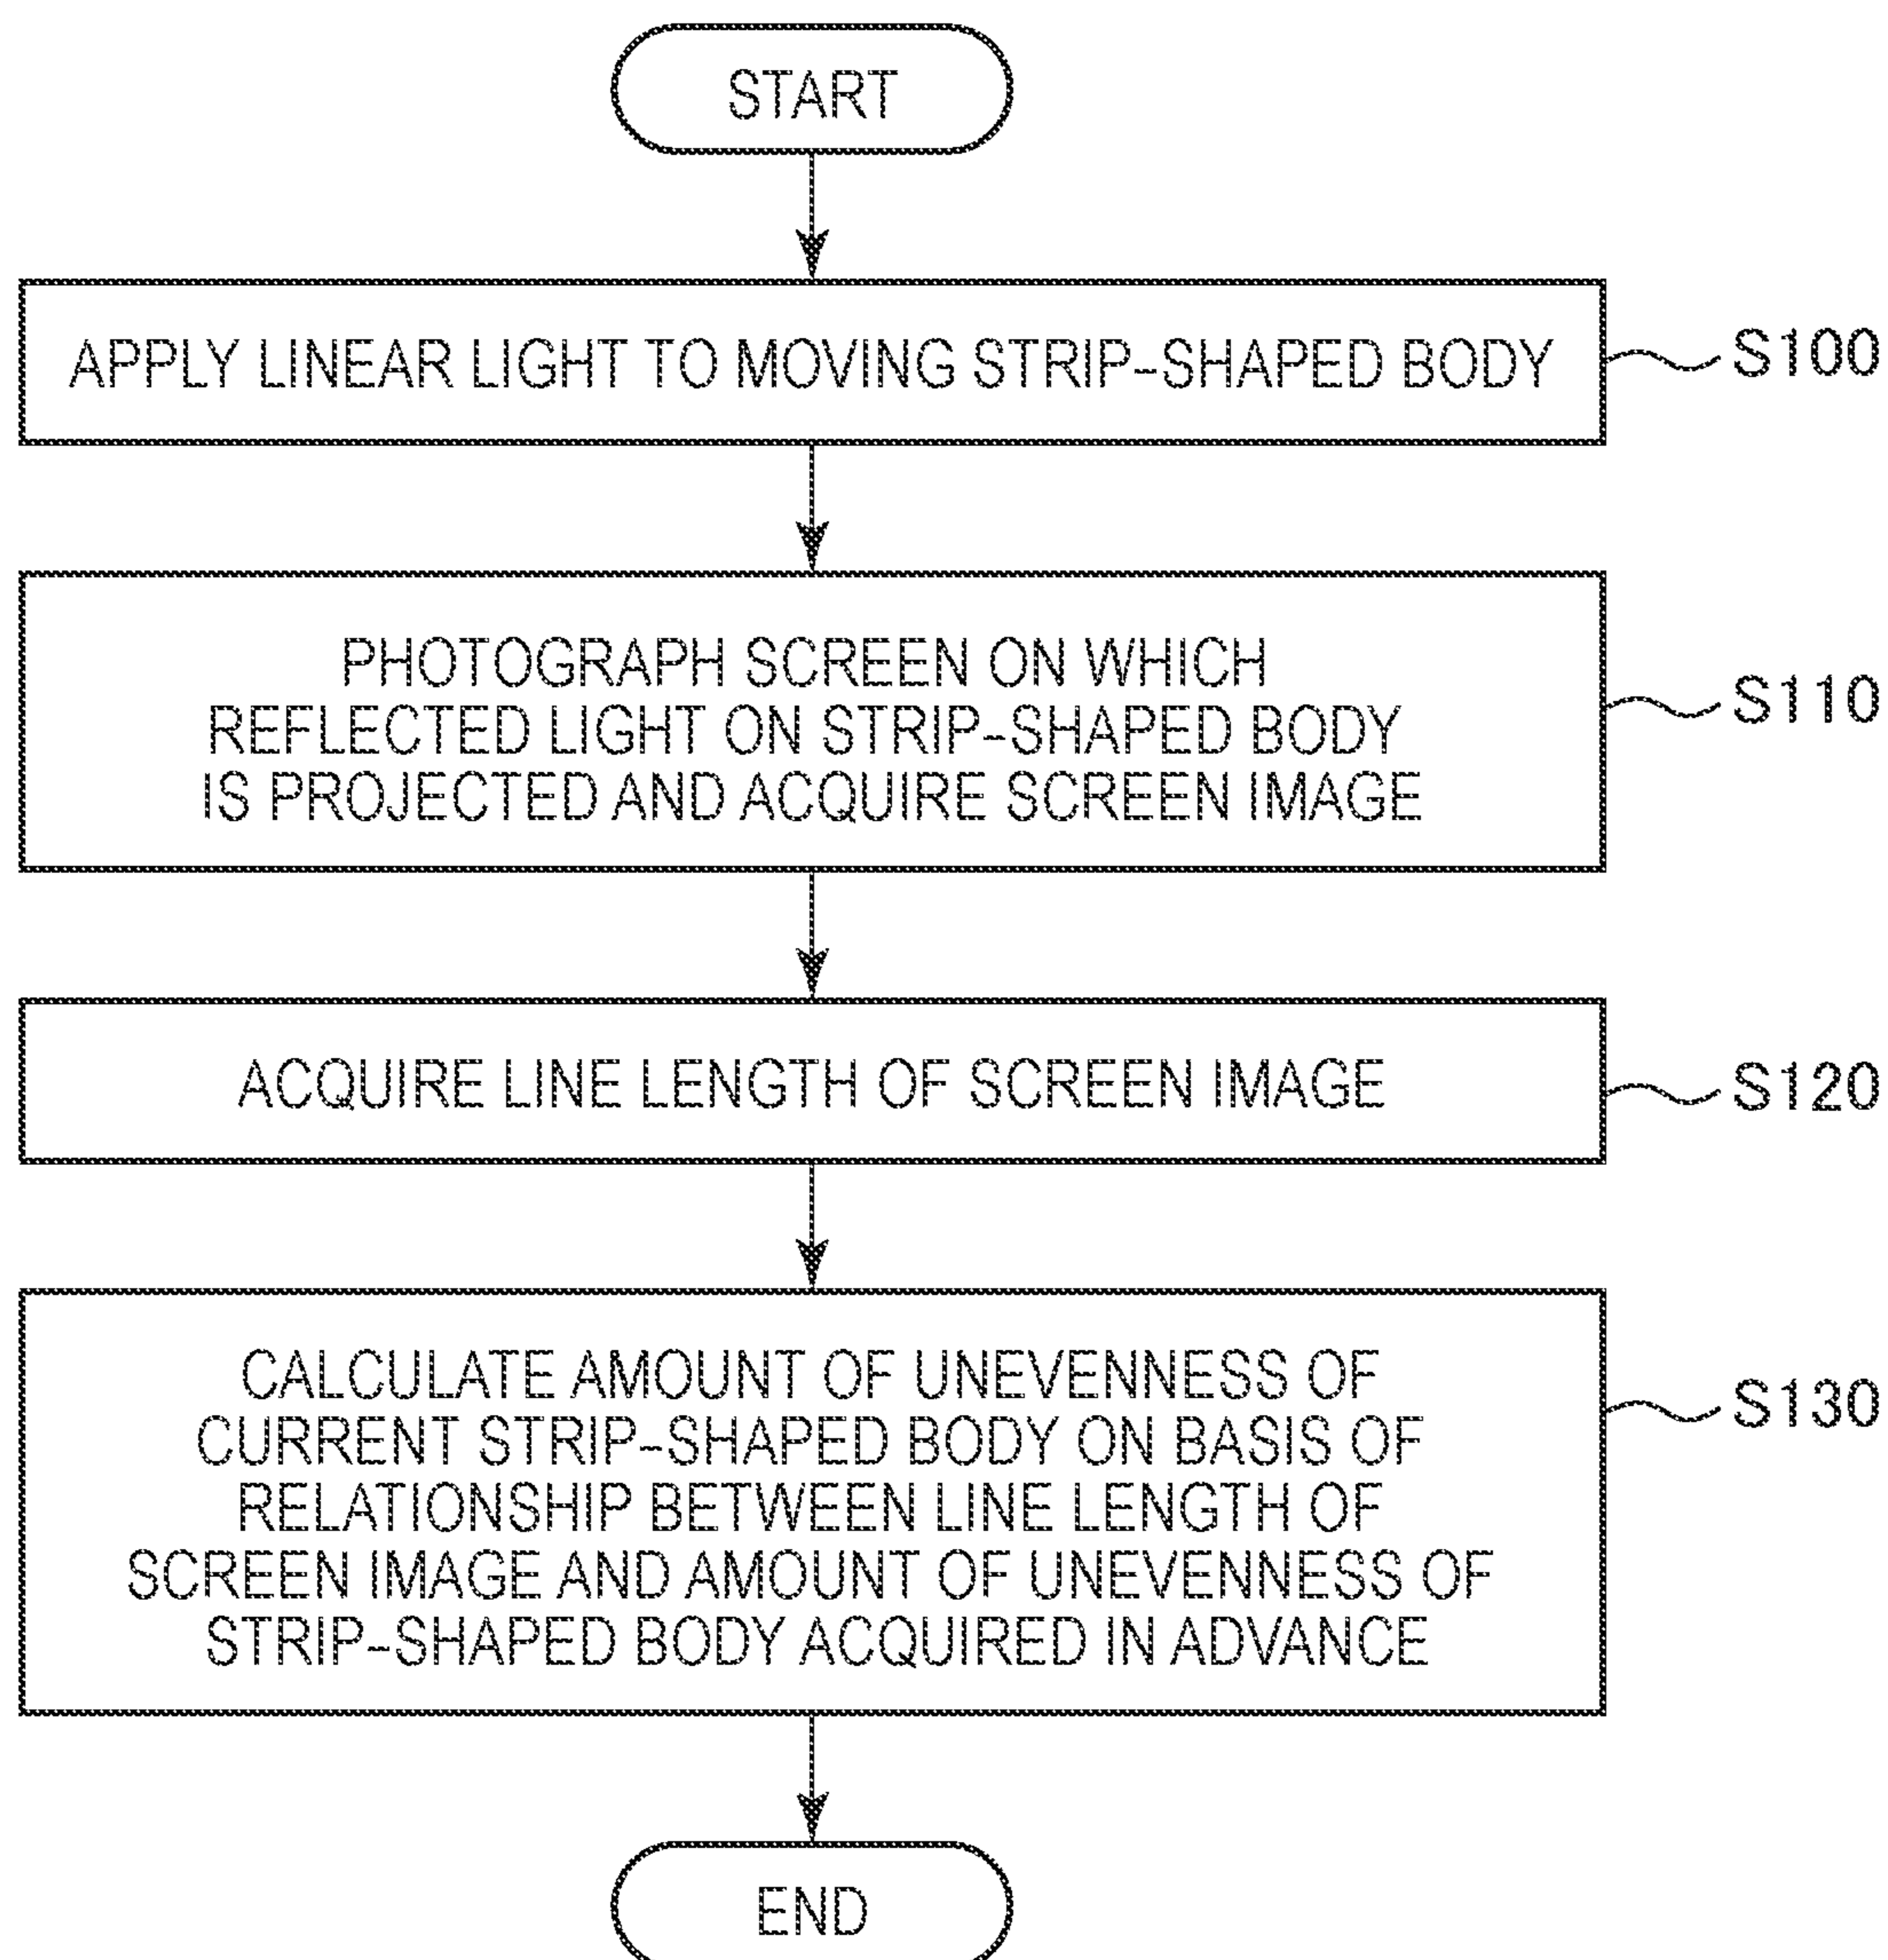 START
APPLY LINEAR LIGHT TO MOVING STRIP-SHAPED BODY
S100
PHOTOGRAPH SCREEN ON WHICH
REFLECTED LIGHT ON STRIP-SHAPED BODY
IS PROJECTED AND ACQUIRE SCREEN IMAGE
S110
ACQUIRE LINE LENGTH OF SCREEN IMAGE
S120
CALCULATE AMOUNT OF UNEVENNESS OF
CURRENT STRIP-SHAPED BODY ON BASIS OF
RELATIONSHIP BETWEEN LINE LENGTH OF
SCREEN IMAGE AND AMOUNT OF UNEVENNESS OF
STRIP-SHAPED BODY ACQUIRED IN ADVANCE
S130
END